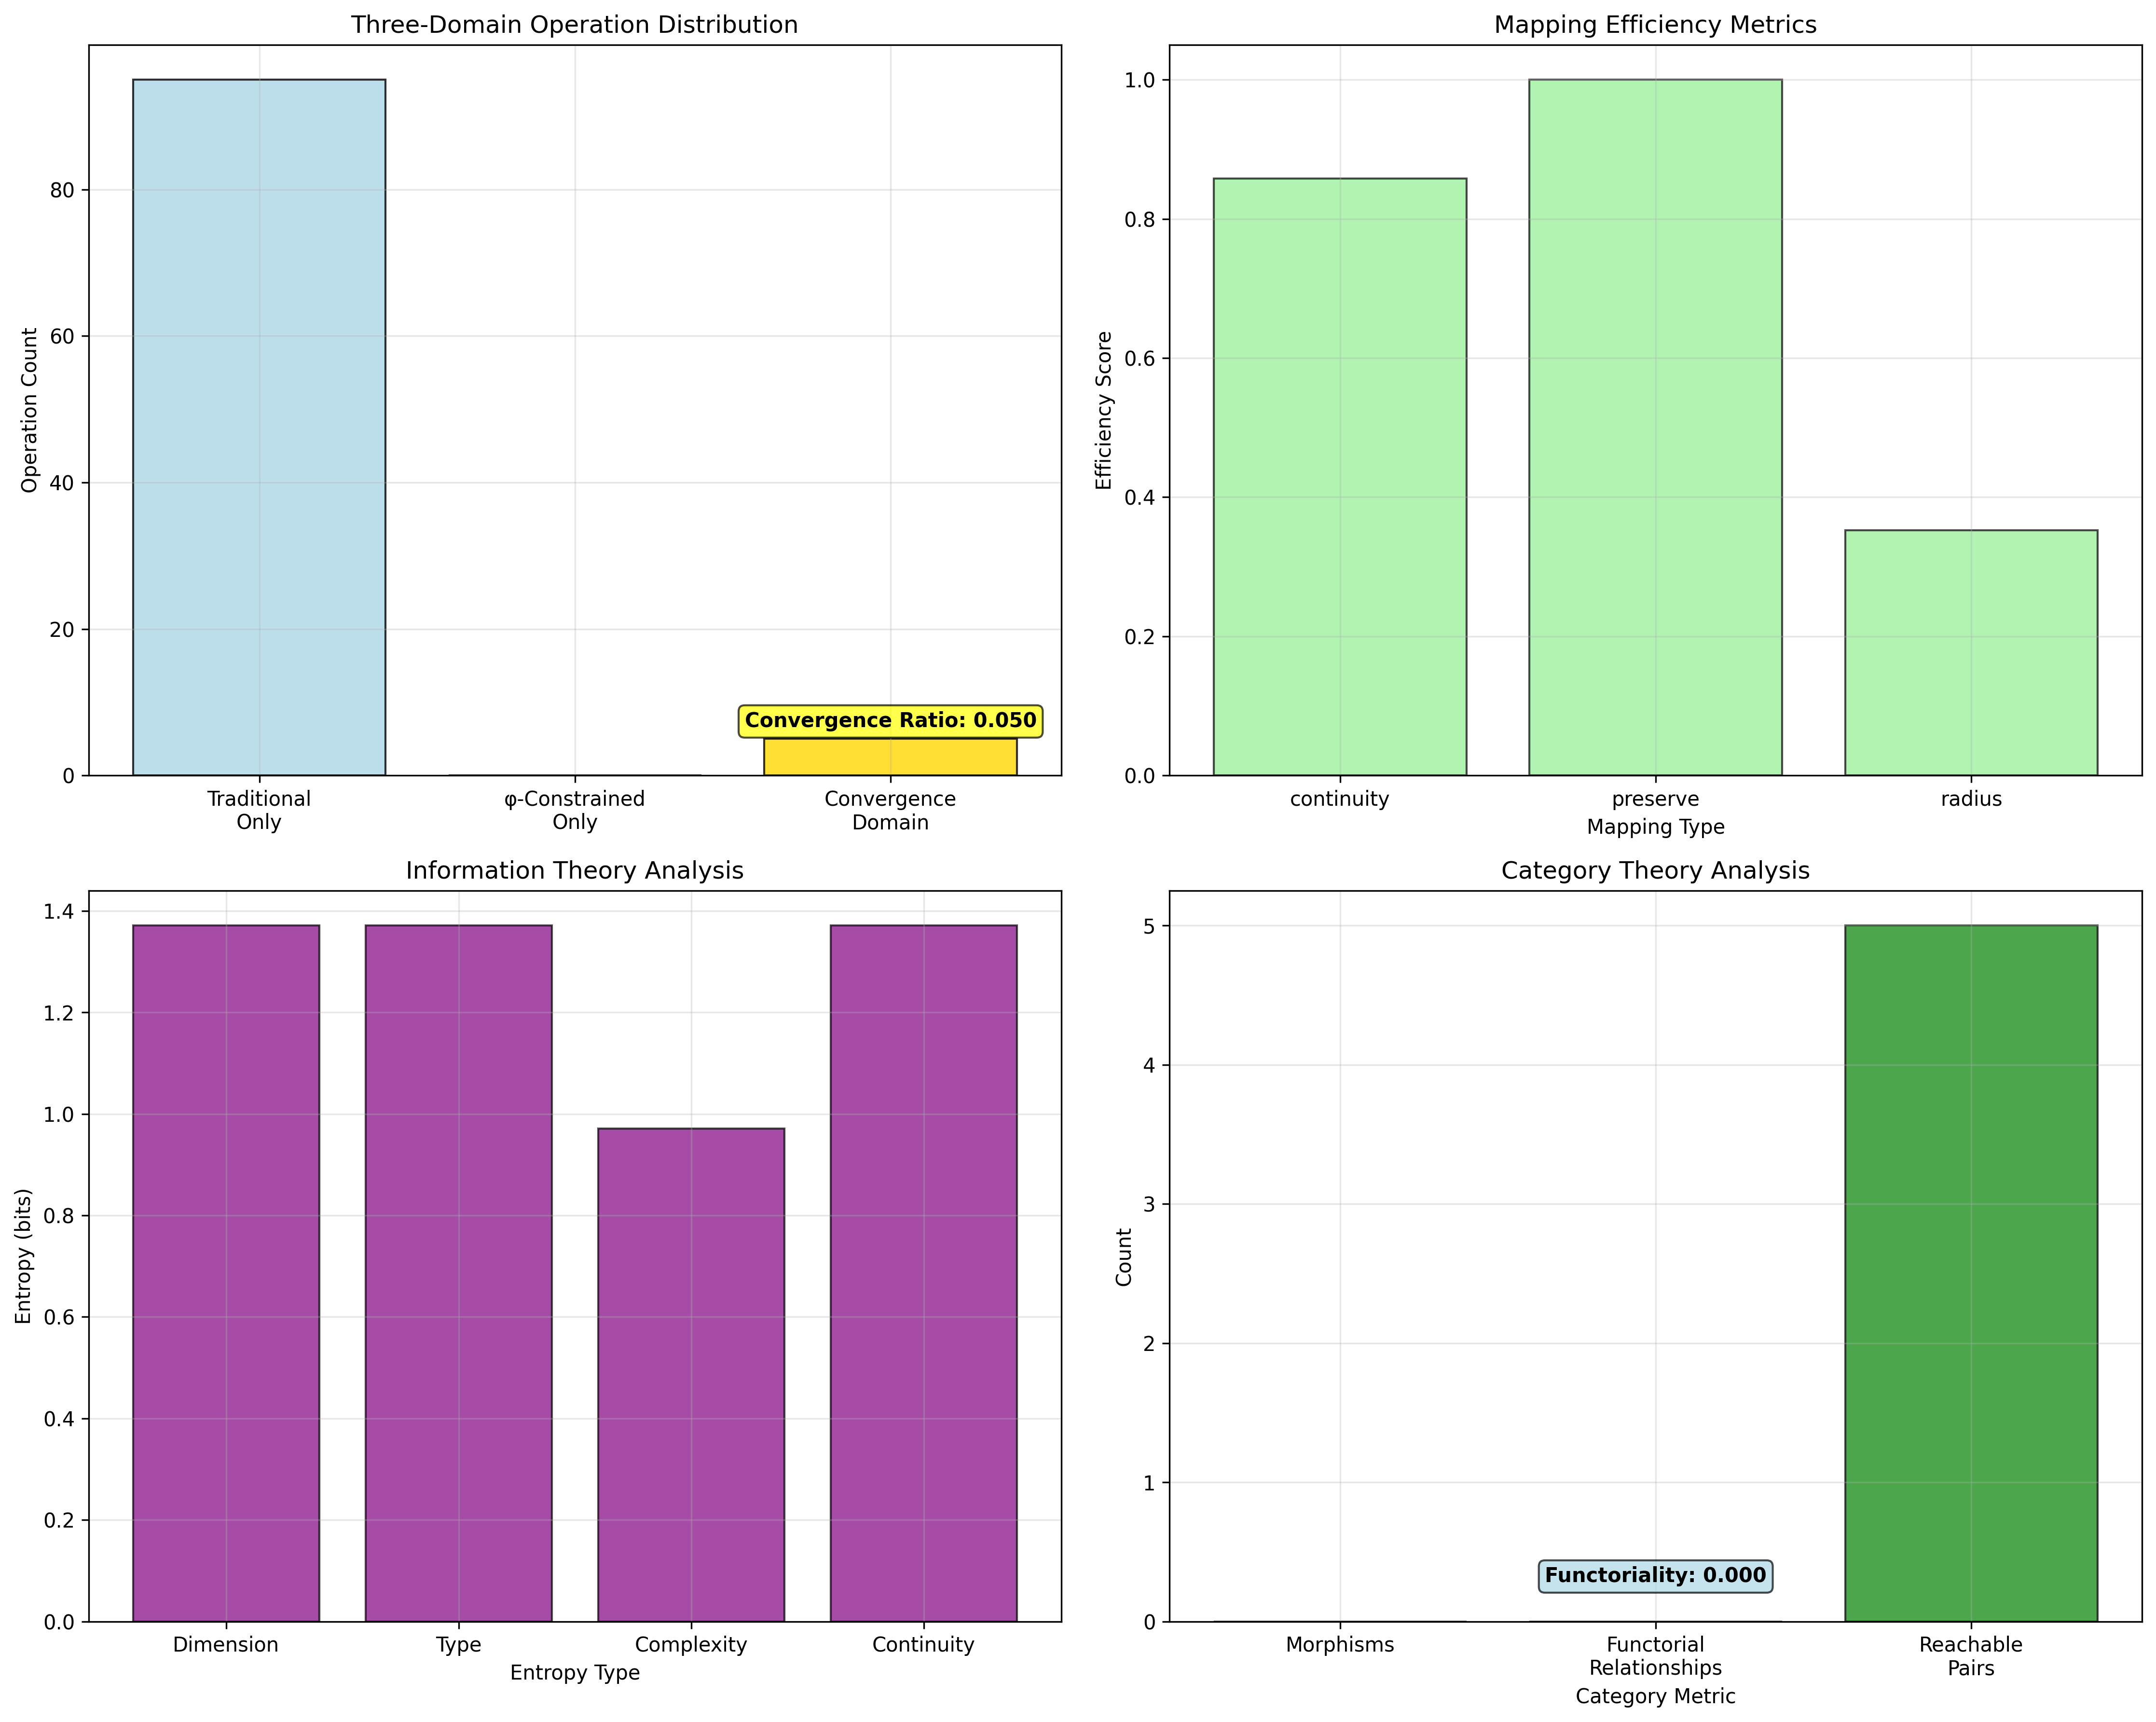 Three-Domain Operation Distribution
Operation Count
80
60
40
20
0
Convergence Ratio: 0.050
Traditional
Only
φ-Constrained
Only
Convergence
Domain
Mapping Efficiency Metrics
Efficiency Score
1.0
0.8
0.6
0.4
0.2
0.0
continuity
preserve
radius
Mapping Type
Information Theory Analysis
Entropy (bits)
1.4
1.2
1.0
0.8
0.6
0.4
0.2
0.0
Dimension
Type
Complexity
Continuity
Entropy Type
Category Theory Analysis
Count
5
4
3
2
1
0
Functoriality: 0.000
Morphisms
Functorial
Relationships
Reachable
Pairs
Category Metric